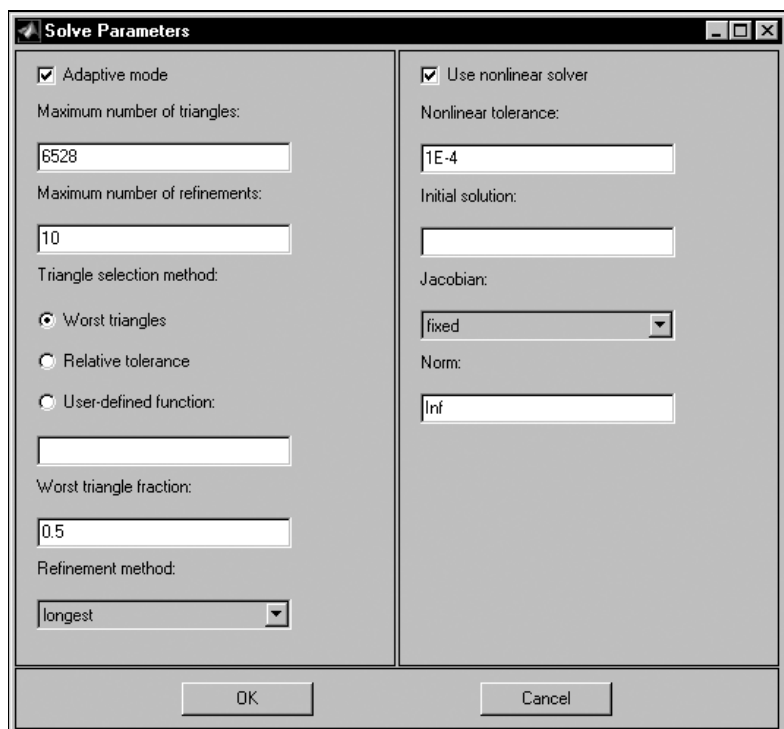 Solve Parameters
Adaptive mode
Maximum number of triangles:
6528
Maximum number of refinements:
10
Triangle selection method:
Worst triangles
Relative tolerance
User-defined function:
Worst triangle fraction:
0.5
Refinement method:
longest
Use nonlinear solver
Nonlinear tolerance:
1E-4
Initial solution:
Jacobian:
fixed
Norm:
Inf
OK
Cancel